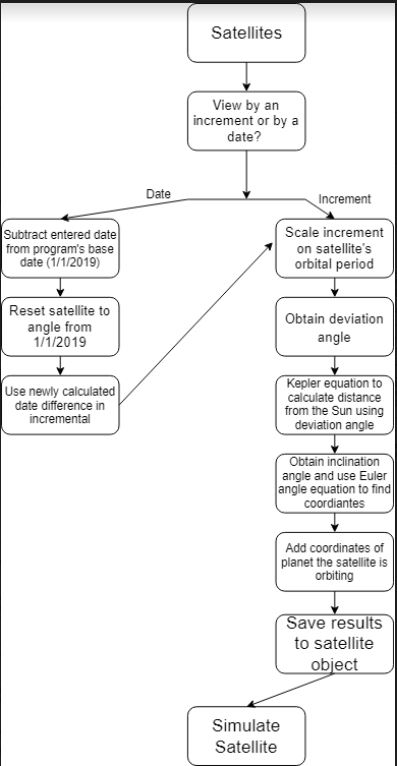 Satellites
View by an
increment or by a
date?
Date
Increment
Subtract entered date
from program's base
date (1/1/2019)
Scale increment
on satellite's
orbital period
Reset satellite to
angle from
1/1/2019
Obtain deviation
angle
Use newly calculated
date difference in
incremental
Kepler equation to
calculate distance
from the Sun using
deviation angle
Obtain inclination
angle and use Euler
angle equation to find
coordiantes
Add coordinates of
planet the satellite is
orbiting
Save results
to satellite
object
Simulate
Satellite